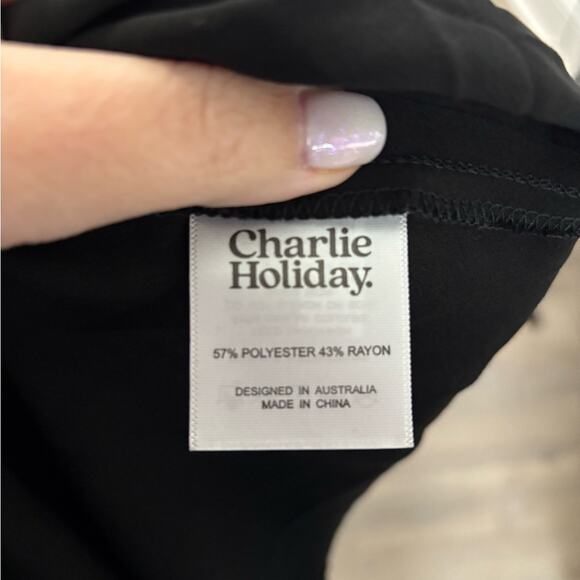 Charlie
Holiday.
57% POLYESTER 43% RAYON
DESIGNED IN AUSTRALIA
MADE IN CHINA